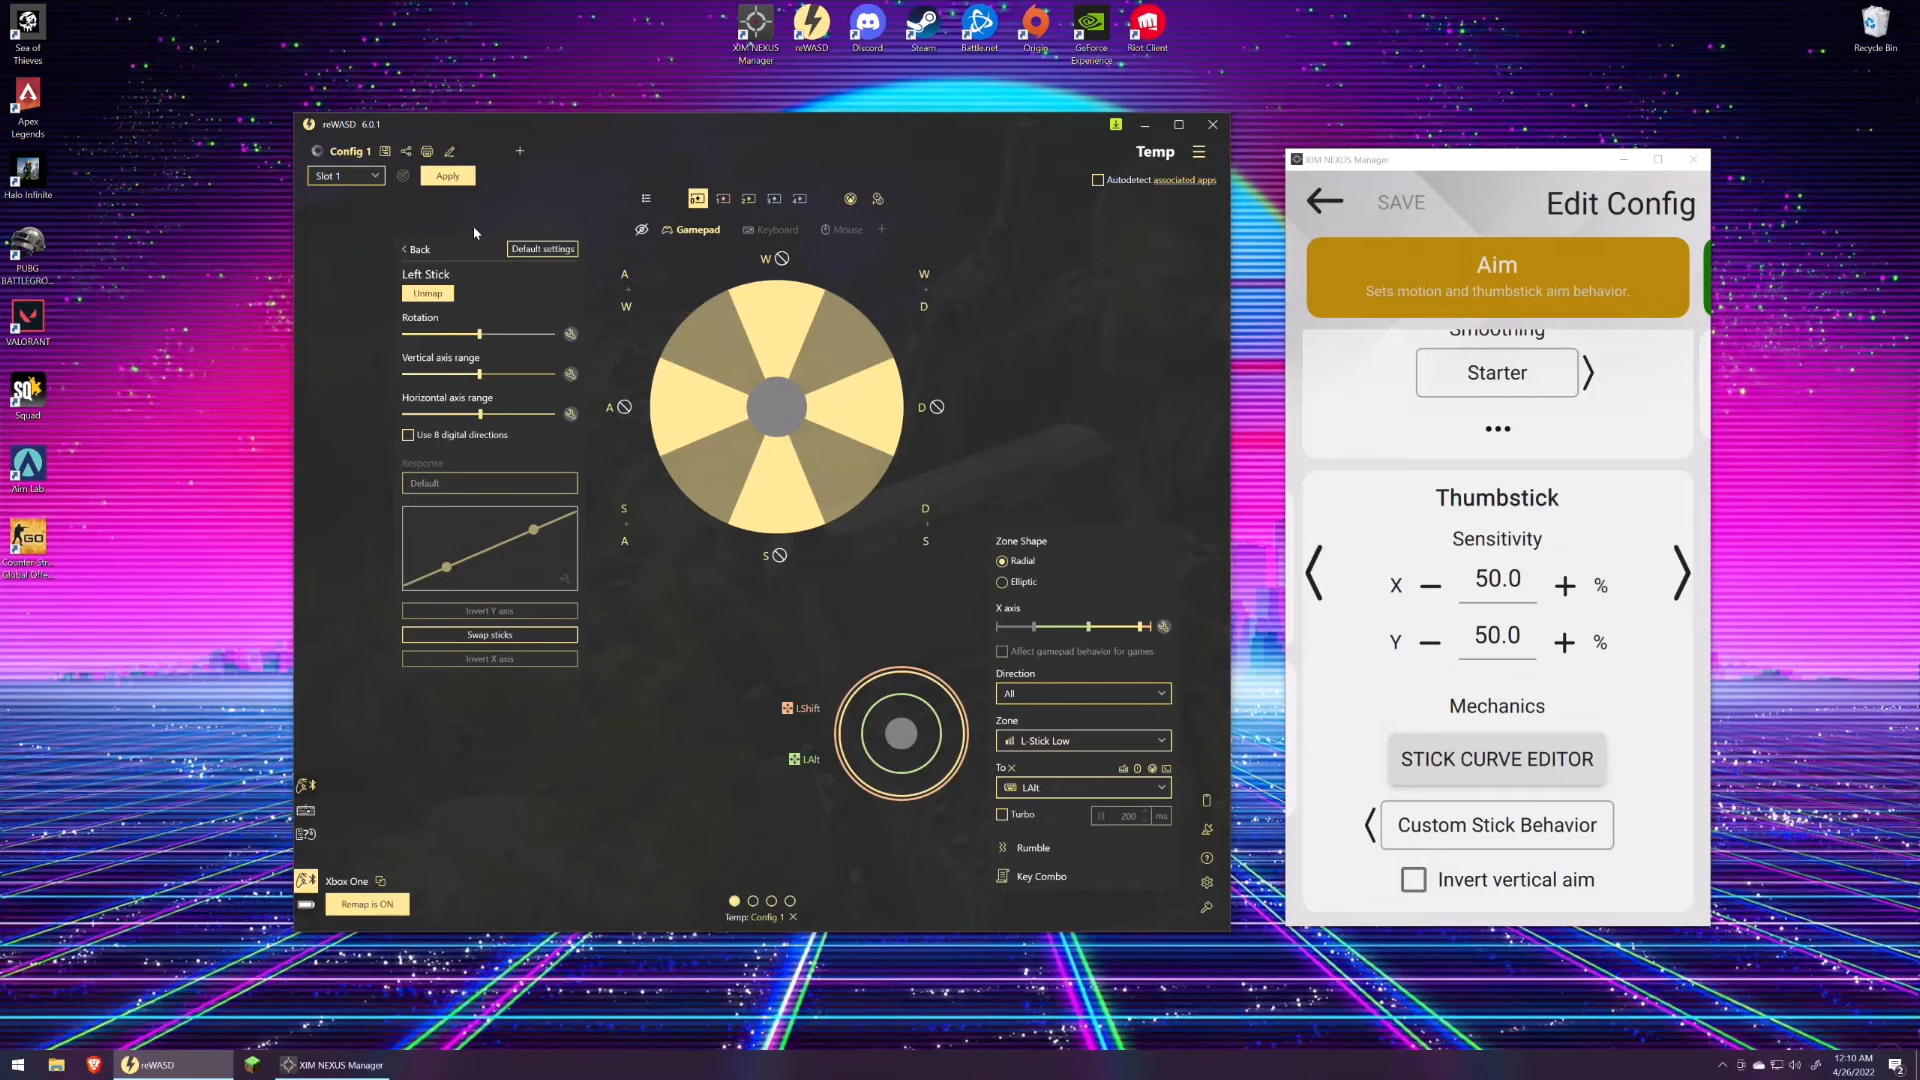 Sea of
Thieves
Apex
Legends
Halo Infinite
PUBG
BATTLEGRO...
VALORANT
Squad
Aim Lab
Counter-Str...
Global Offe...
XIM NEXUS
Manager
reWASD
Discord
Steam
Battle.net
Origin
GeForce
Experience
Riot Client
Recycle Bin
reWASD 6.0.1
Config 1
Temp
Slot 1
Apply
Autodetect associated apps
Gamepad
Keyboard
Mouse
Back
Default settings
Left Stick
Unmap
Rotation
Vertical axis range
Horizontal axis range
Use 8 digital directions
Response
Default
Invert Y axis
Swap sticks
Invert X axis
W
A
+
W
W
+
D
A
D
S
+
A
D
+
S
S
Zone Shape
Radial
Elliptic
X axis
Affect gamepad behavior for games
Direction
All
Zone
L-Stick Low
To
LAlt
Turbo
200
ms
Rumble
Key Combo
LShift
LAlt
Xbox One
Remap is ON
Temp: Config 1
XIM NEXUS Manager
SAVE
Edit Config
Aim
Sets motion and thumbstick aim behavior.
Smoothing
Starter
Thumbstick
Sensitivity
X − 50.0 + %
Y − 50.0 + %
Mechanics
STICK CURVE EDITOR
Custom Stick Behavior
Invert vertical aim
reWASD
XIM NEXUS Manager
12:10 AM
4/26/2022
2